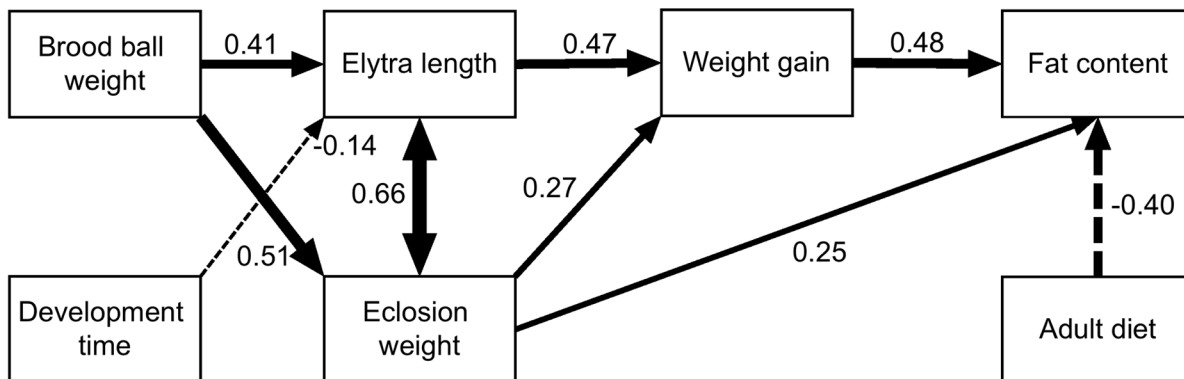 Brood ball
weight
0.41
Elytra length
0.47
Weight gain
0.48
Fat content
-0.14
0.66
0.27
-0.40
0.51
0.25
Development
time
Eclosion
weight
Adult diet